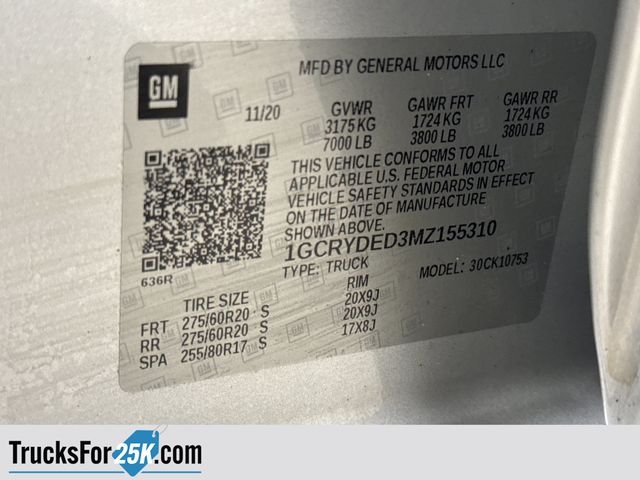 GM
MFD BY GENERAL MOTORS LLC
11/20 GVWR GAWR FRT GAWR RR
3175 KG 1724 KG 1724 KG
7000 LB 3800 LB 3800 LB
THIS VEHICLE CONFORMS TO ALL
APPLICABLE U.S. FEDERAL MOTOR
VEHICLE SAFETY STANDARDS IN EFFECT
ON THE DATE OF MANUFACTURE
SHOWN ABOVE.
1GCRYDED3MZ155310
636R
TYPE: TRUCK MODEL: 30CK10753
TIRE SIZE RIM
FRT 275/60R20 S 20X9J
RR 275/60R20 S 20X9J
SPA 255/80R17 S 17X8J
TrucksFor25K.com